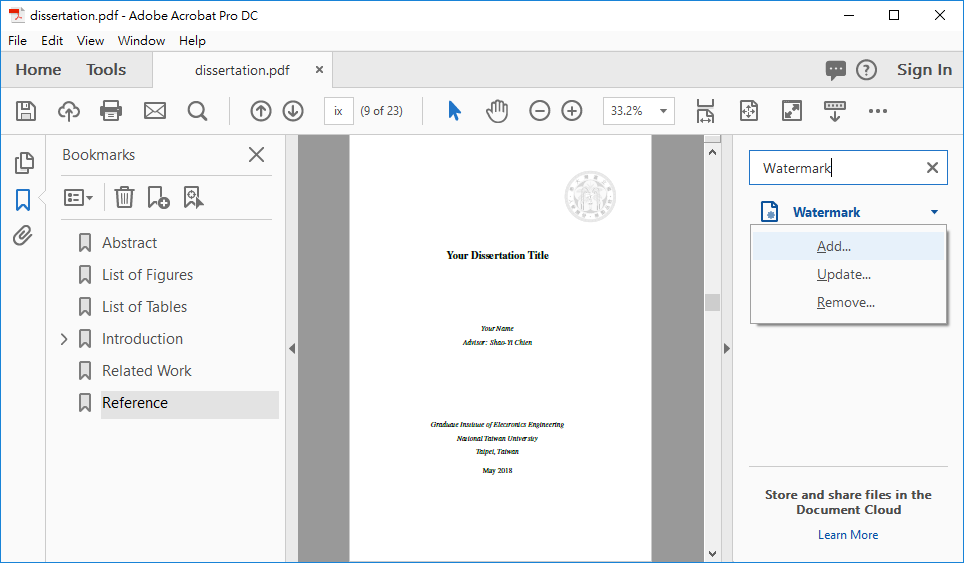 dissertation.pdf - Adobe Acrobat Pro DC
File Edit View Window Help
Home Tools dissertation.pdf × Sign In
ix (9 of 23) 33.2%
Bookmarks
Abstract
List of Figures
List of Tables
Introduction
Related Work
Reference
Your Dissertation Title
Your Name
Advisor: Shao-Yi Chien
Graduate Institute of Electronics Engineering
National Taiwan University
Taipei, Taiwan
May 2018
Watermark
Watermark
Add...
Update...
Remove...
Store and share files in the
Document Cloud
Learn More